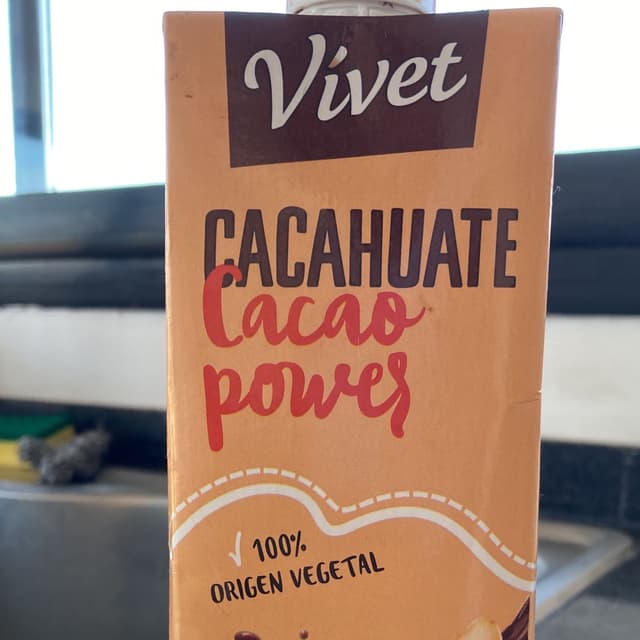 Vívet
CACAHUATE
Cacao
power
100%
ORIGEN VEGETAL